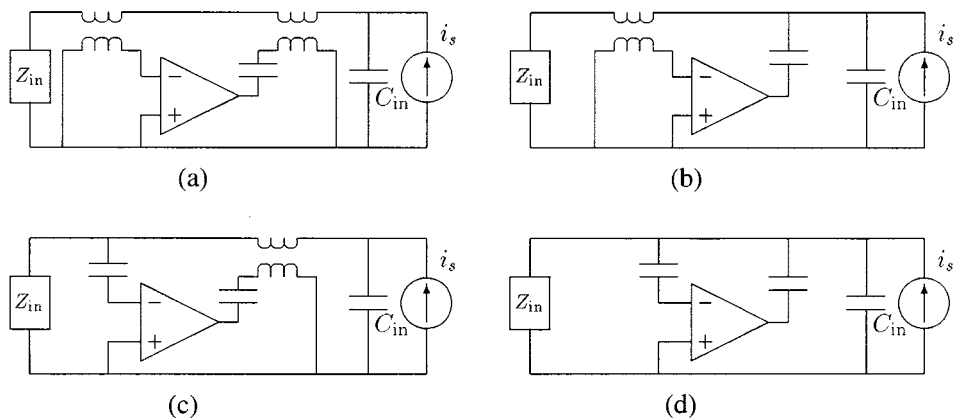 i_s
Z_in
−
+
C_in
(a)
i_s
Z_in
−
+
C_in
(b)
i_s
Z_in
−
+
C_in
(c)
i_s
Z_in
−
+
C_in
(d)